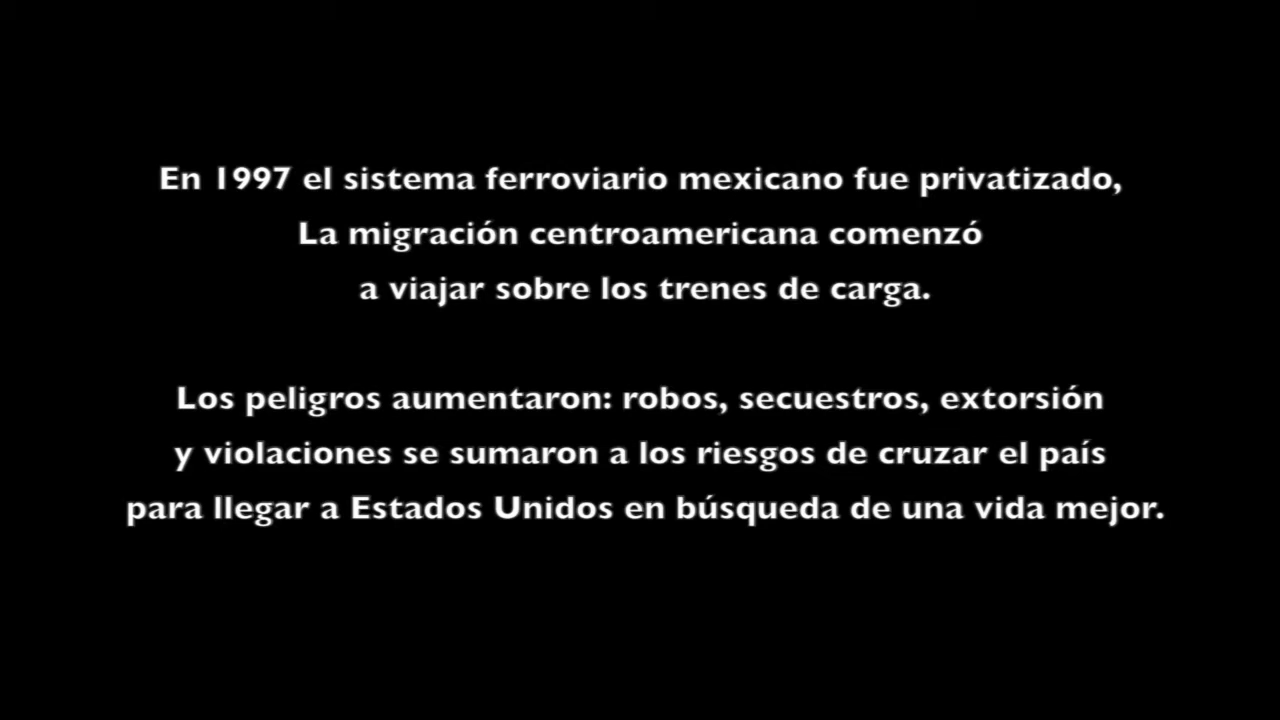 En 1997 el sistema ferroviario mexicano fue privatizado,
La migración centroamericana comenzó
a viajar sobre los trenes de carga.
Los peligros aumentaron: robos, secuestros, extorsión
y violaciones se sumaron a los riesgos de cruzar el país
para llegar a Estados Unidos en búsqueda de una vida mejor.